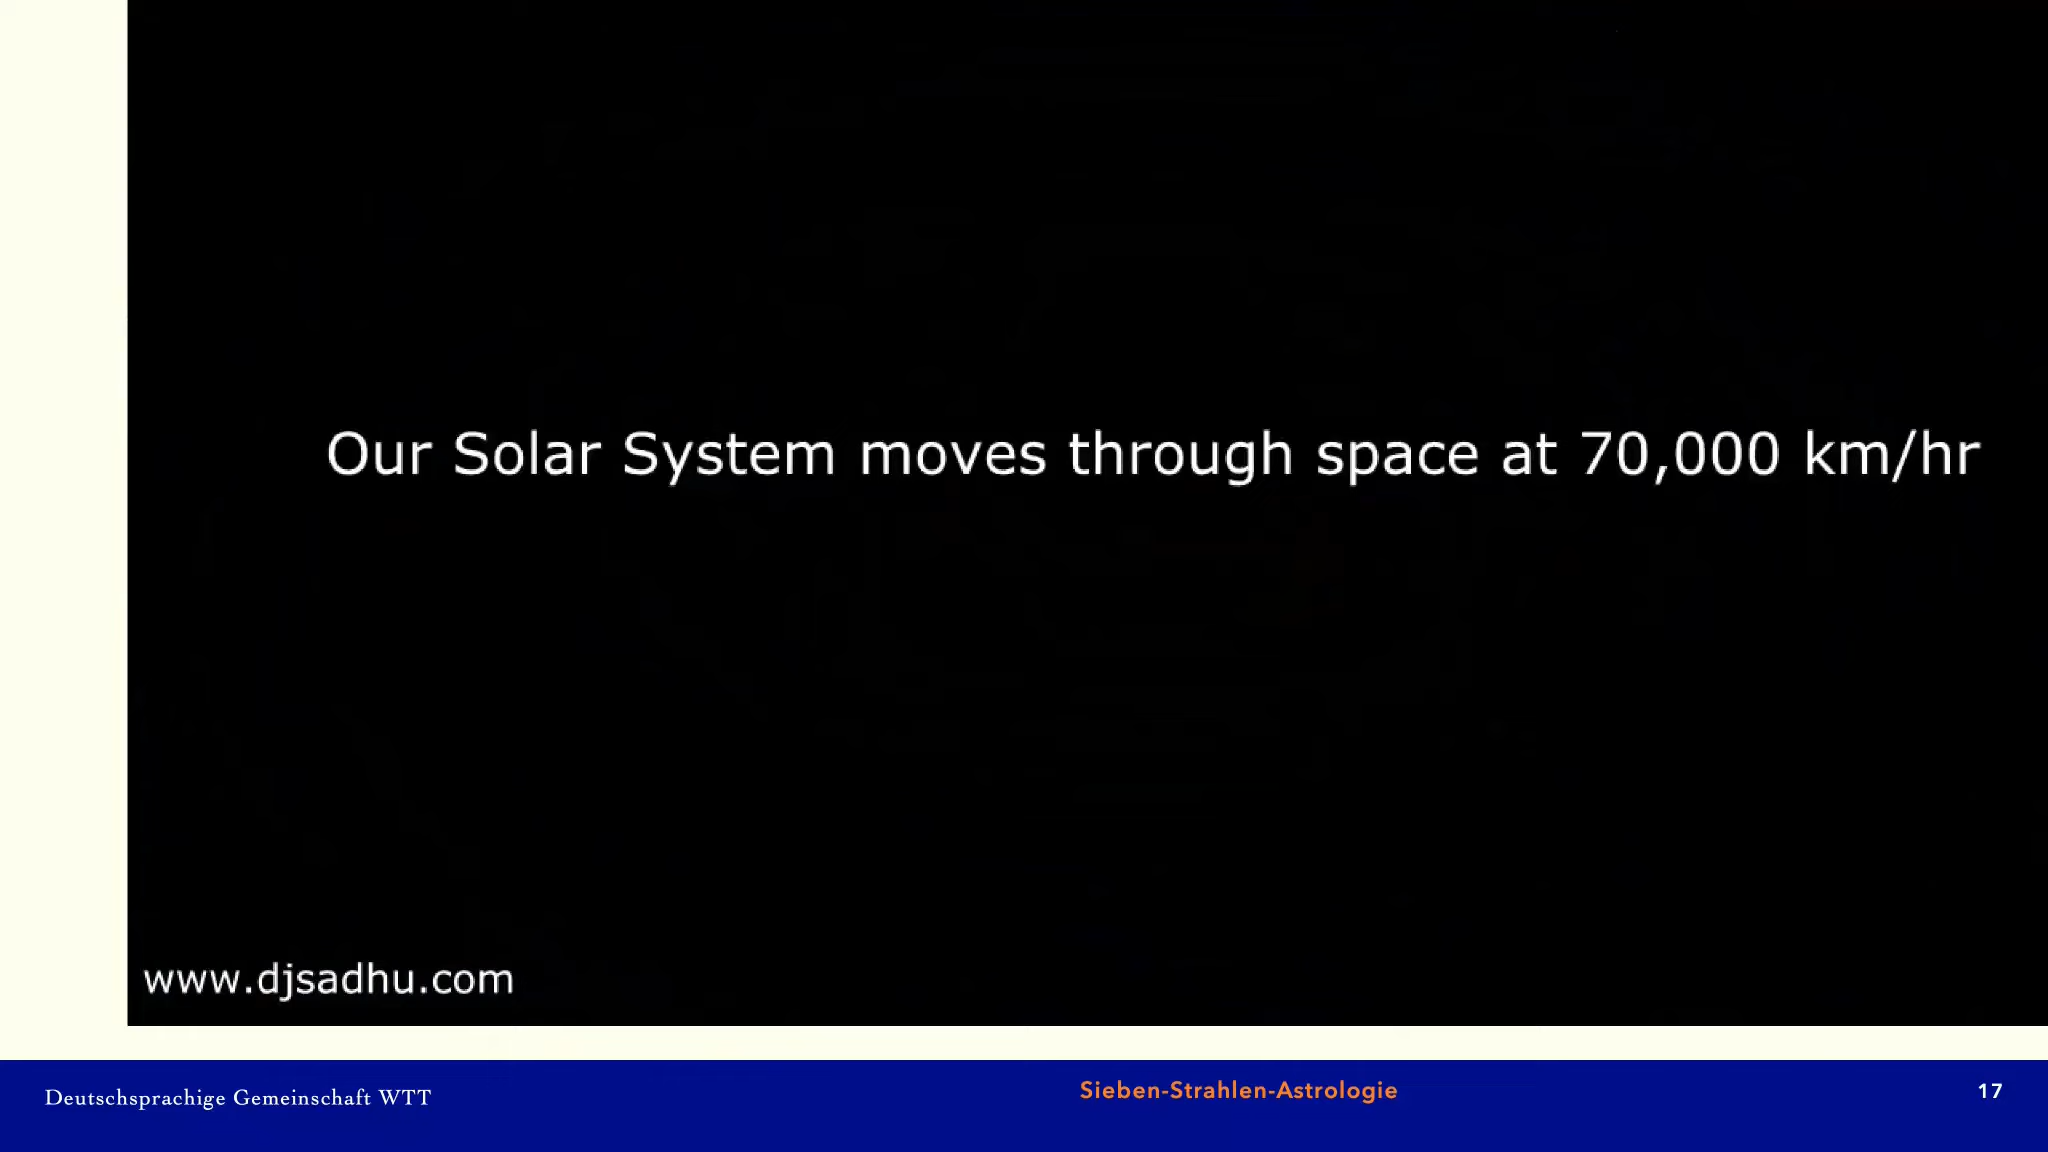 Our Solar System moves through space at 70,000 km/hr
www.djsadhu.com
Deutschsprachige Gemeinschaft WTT
Sieben-Strahlen-Astrologie
17